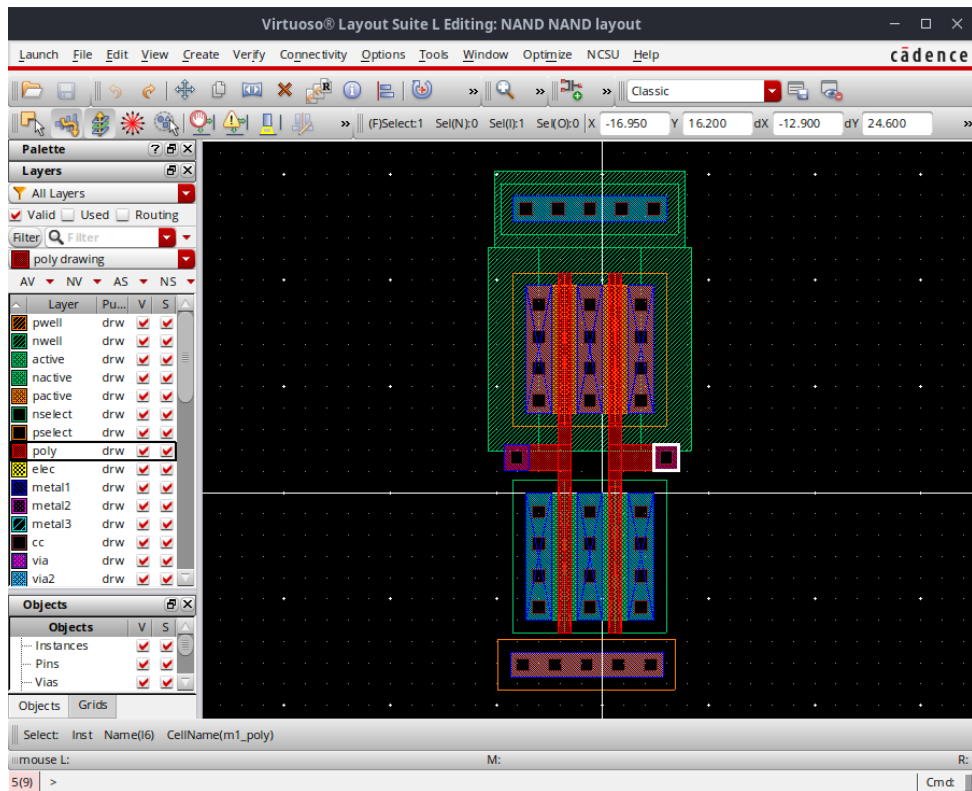 Virtuoso® Layout Suite L Editing: NAND NAND layout
Launch File Edit View Create Verify Connectivity Options Tools Window Optimize NCSU Help cādence
R » » » Classic
» (F)Select:1 Sel(N):0 Sel(I):1 Sel(O):0 X -16.950 Y 16.200 dX -12.900 dY 24.600 »
Palette
Layers
All Layers
Valid Used Routing
Filter Filter
poly drawing
AV NV AS NS
Layer Pu... V S
pwell drw
nwell drw
active drw
nactive drw
pactive drw
nselect drw
pselect drw
poly drw
elec drw
metal1 drw
metal2 drw
metal3 drw
cc drw
via drw
via2 drw
Objects
Objects V S
Instances
Pins
Vias
Objects Grids
Select: Inst Name(I6) CellName(m1_poly)
mouse L: M: R:
5(9) > Cmd: